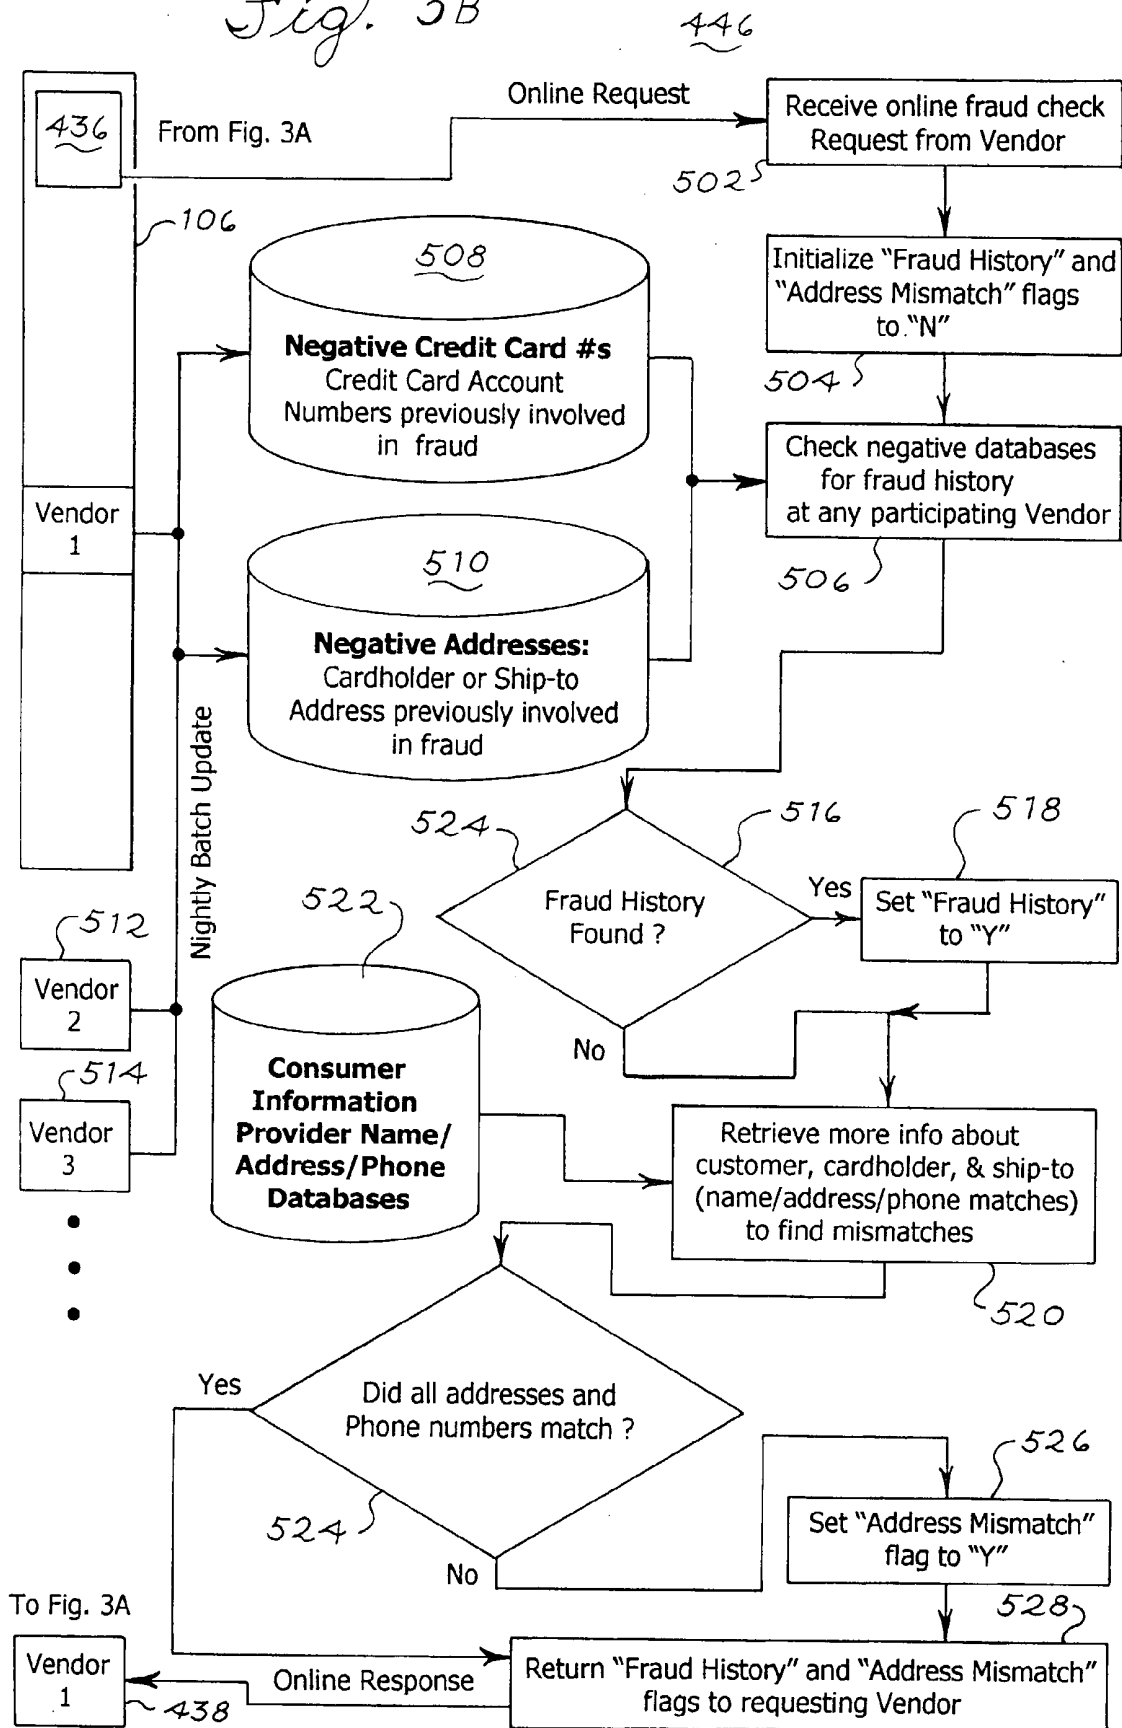 Fig. 3B
446
436
From Fig. 3A
Online Request
Receive online fraud check
Request from Vendor
502
106
508
Negative Credit Card #s
Credit Card Account
Numbers previously involved
in fraud
Initialize "Fraud History" and
"Address Mismatch" flags
to "N"
504
Check negative databases
for fraud history
at any participating Vendor
506
Vendor
1
510
Negative Addresses:
Cardholder or Ship-to
Address previously involved
in fraud
Nightly Batch Update
524
516
518
Fraud History
Found ?
Yes
Set "Fraud History"
to "Y"
No
512
Vendor
2
514
Vendor
3
522
Consumer
Information
Provider Name/
Address/Phone
Databases
Retrieve more info about
customer, cardholder, & ship-to
(name/address/phone matches)
to find mismatches
520
Yes
Did all addresses and
Phone numbers match ?
524
No
526
Set "Address Mismatch"
flag to "Y"
528
To Fig. 3A
Vendor
1
438
Online Response
Return "Fraud History" and "Address Mismatch"
flags to requesting Vendor